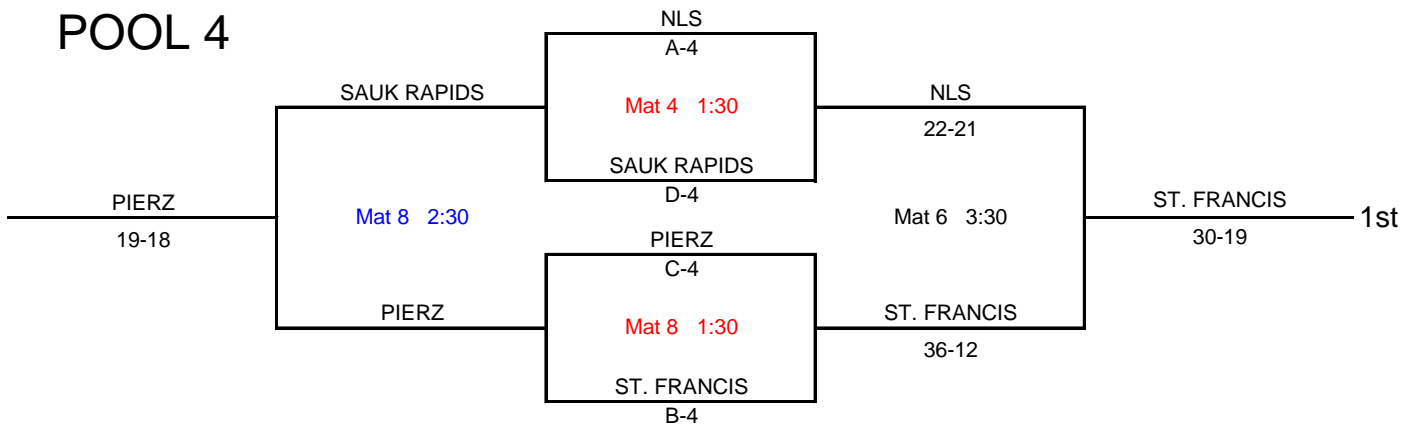 POOL 4
NLS
A-4
SAUK RAPIDS
Mat 4 1:30
NLS
22-21
SAUK RAPIDS
D-4
PIERZ
19-18
Mat 8 2:30
Mat 6 3:30
ST. FRANCIS
30-19
1st
PIERZ
C-4
PIERZ
Mat 8 1:30
ST. FRANCIS
36-12
ST. FRANCIS
B-4